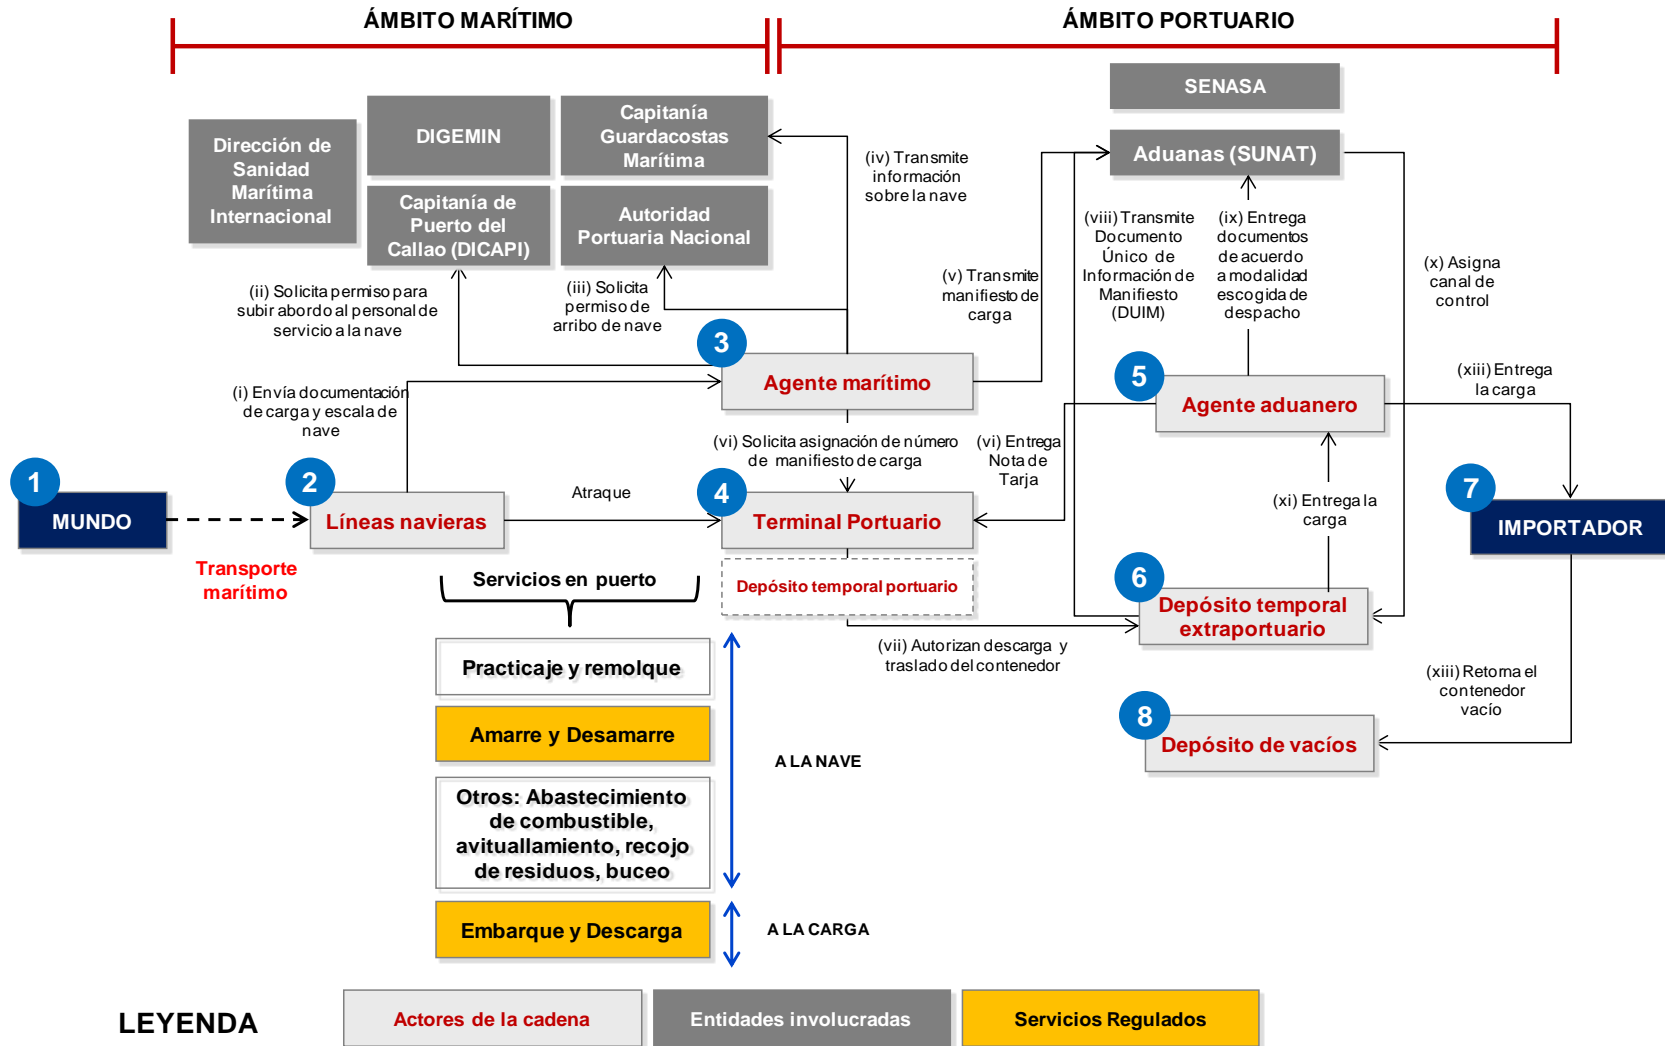 ÁMBITO MARÍTIMO
ÁMBITO PORTUARIO
Dirección de
Sanidad
Marítima
Internacional
DIGEMIN
Capitanía
Guardacostas
Marítima
Capitanía de
Puerto del
Callao (DICAPI)
Autoridad
Portuaria Nacional
SENASA
Aduanas (SUNAT)
(iv) Transmite
información
sobre la nave
(ii) Solicita permiso para
subir abordo al personal de
servicio a la nave
(iii) Solicita
permiso de
arribo de nave
(v) Transmite
manifiesto de
carga
(viii) Transmite
Documento
Único de
Información de
Manifiesto
(DUIM)
(ix) Entrega
documentos
de acuerdo
a modalidad
escogida de
despacho
(x) Asigna
canal de
control
3
Agente marítimo
5
Agente aduanero
(xiii) Entrega
la carga
(i) Envía documentación
de carga y escala de
nave
(vi) Solicita asignación de número
de manifiesto de carga
(vi) Entrega
Nota de
Tarja
(xi) Entrega la
carga
1
MUNDO
2
Líneas navieras
Atraque
4
Terminal Portuario
7
IMPORTADOR
Transporte
marítimo
Servicios en puerto
Depósito temporal portuario
6
Depósito temporal
extraportuario
(vii) Autorizan descarga y
traslado del contenedor
(xiii) Retorna el
contenedor
vacío
8
Depósito de vacíos
Practicaje y remolque
Amarre y Desamarre
Otros: Abastecimiento
de combustible,
avituallamiento, recojo
de residuos, buceo
Embarque y Descarga
A LA NAVE
A LA CARGA
LEYENDA
Actores de la cadena
Entidades involucradas
Servicios Regulados